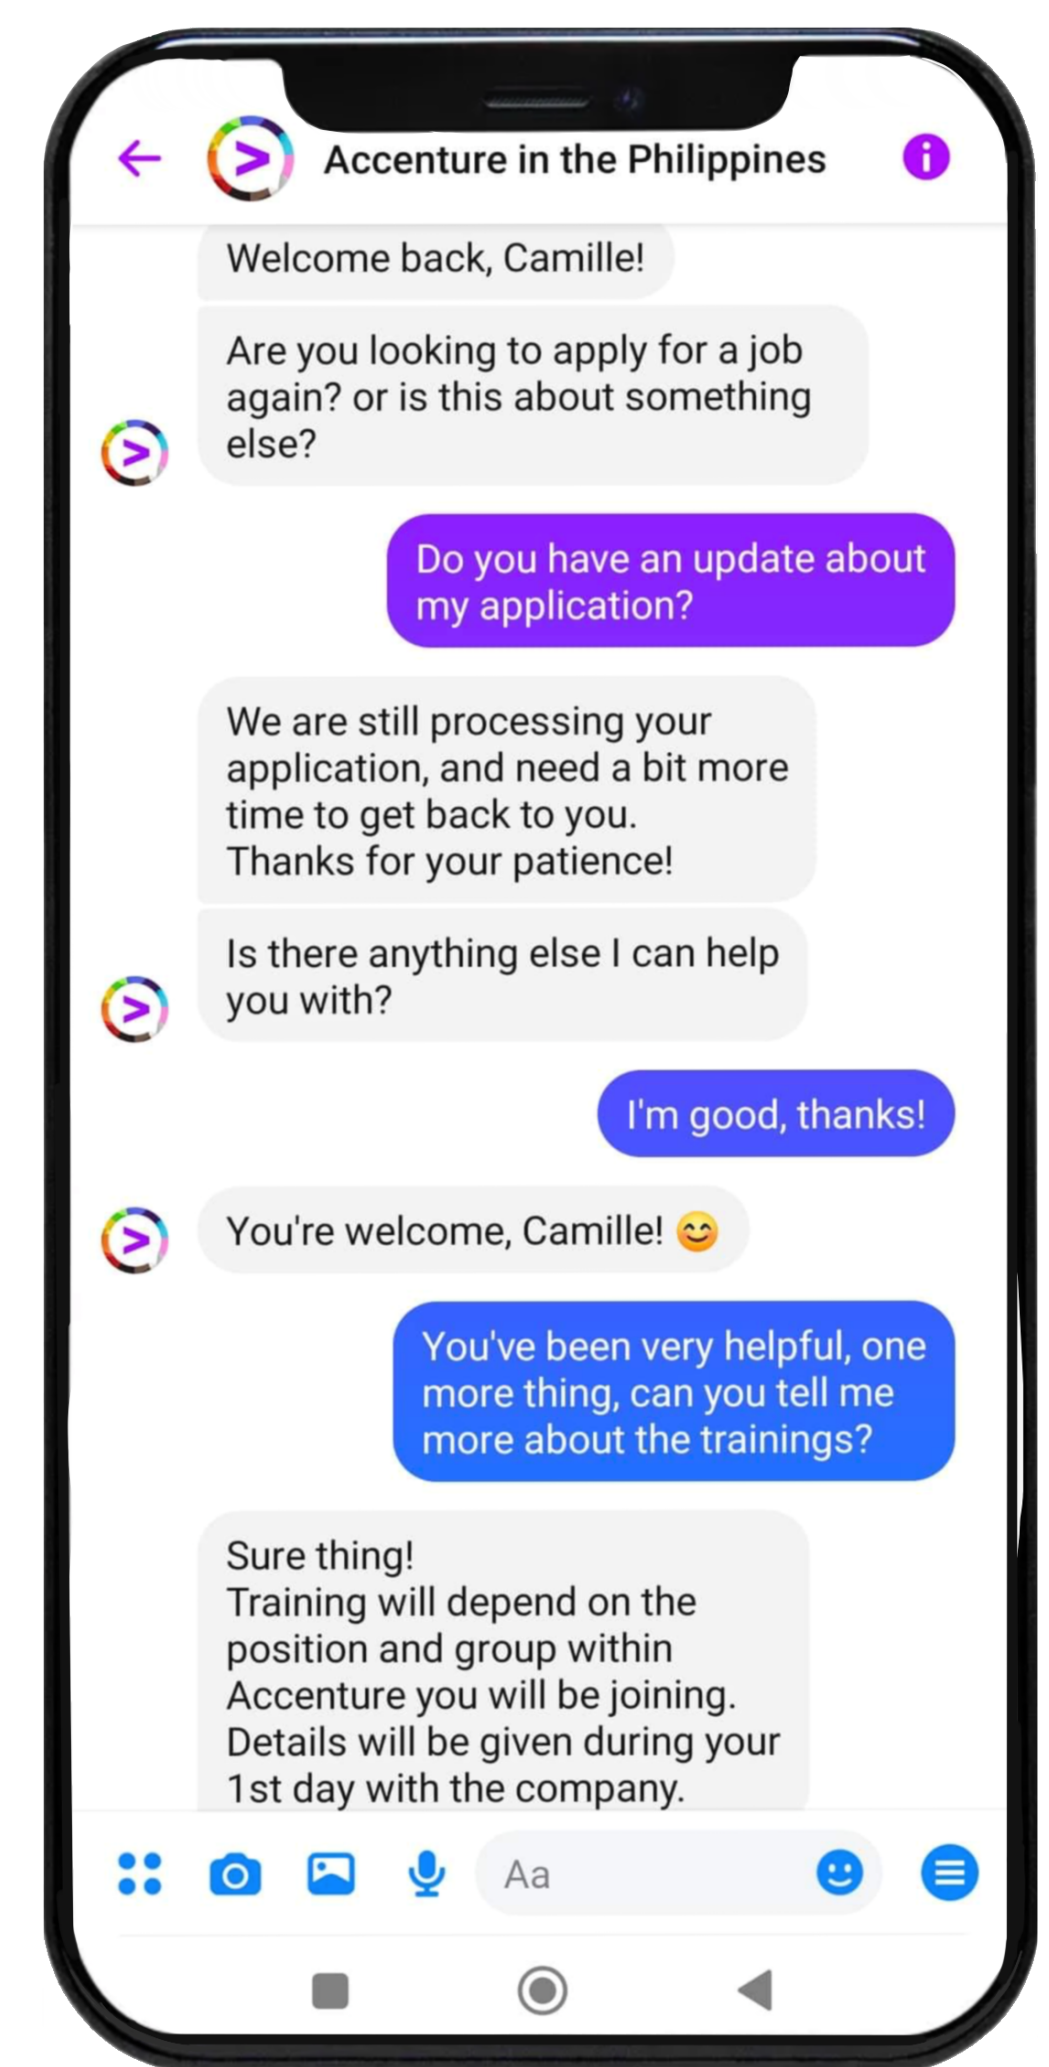 Accenture in the Philippines
Welcome back, Camille!
Are you looking to apply for a job
again? or is this about something
else?
Do you have an update about
my application?
We are still processing your
application, and need a bit more
time to get back to you.
Thanks for your patience!
Is there anything else I can help
you with?
I'm good, thanks!
You're welcome, Camille! 😊
You've been very helpful, one
more thing, can you tell me
more about the trainings?
Sure thing!
Training will depend on the
position and group within
Accenture you will be joining.
Details will be given during your
1st day with the company.
Aa